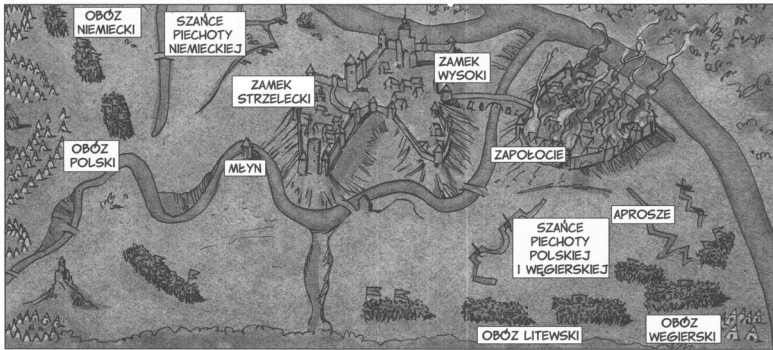 OBÓZ
NIEMIECKI
SZAŃCE
PIECHOTY
NIEMIECKIEJ
ZAMEK
STRZELECKI
ZAMEK
WYSOKI
OBÓZ
POLSKI
MŁYN
ZAPOŁOCIE
SZAŃCE
PIECHOTY
POLSKIEJ
I WĘGIERSKIEJ
APROSZE
OBÓZ LITEWSKI
OBÓZ
WĘGIERSKI